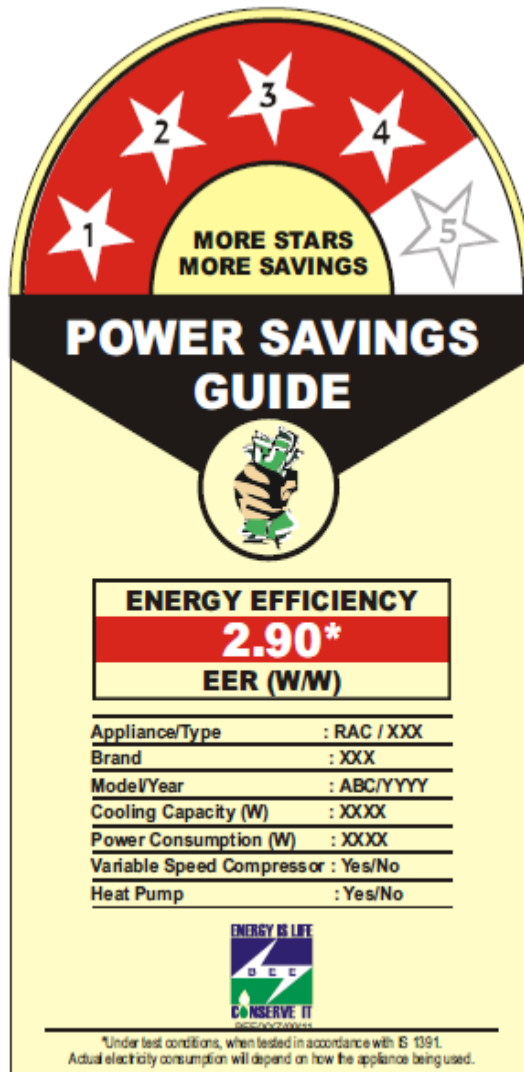 1
2
3
4
5
MORE STARS
MORE SAVINGS
POWER SAVINGS
GUIDE
ENERGY EFFICIENCY
2.90*
EER (W/W)
Appliance/Type : RAC / XXX
Brand : XXX
Model/Year : ABC/YYYY
Cooling Capacity (W) : XXXX
Power Consumption (W) : XXXX
Variable Speed Compressor : Yes/No
Heat Pump : Yes/No
ENERGY IS LIFE
B E E
CONSERVE IT
*Under test conditions, when tested in accordance with IS 1391.
Actual electricity consumption will depend on how the appliance being used.